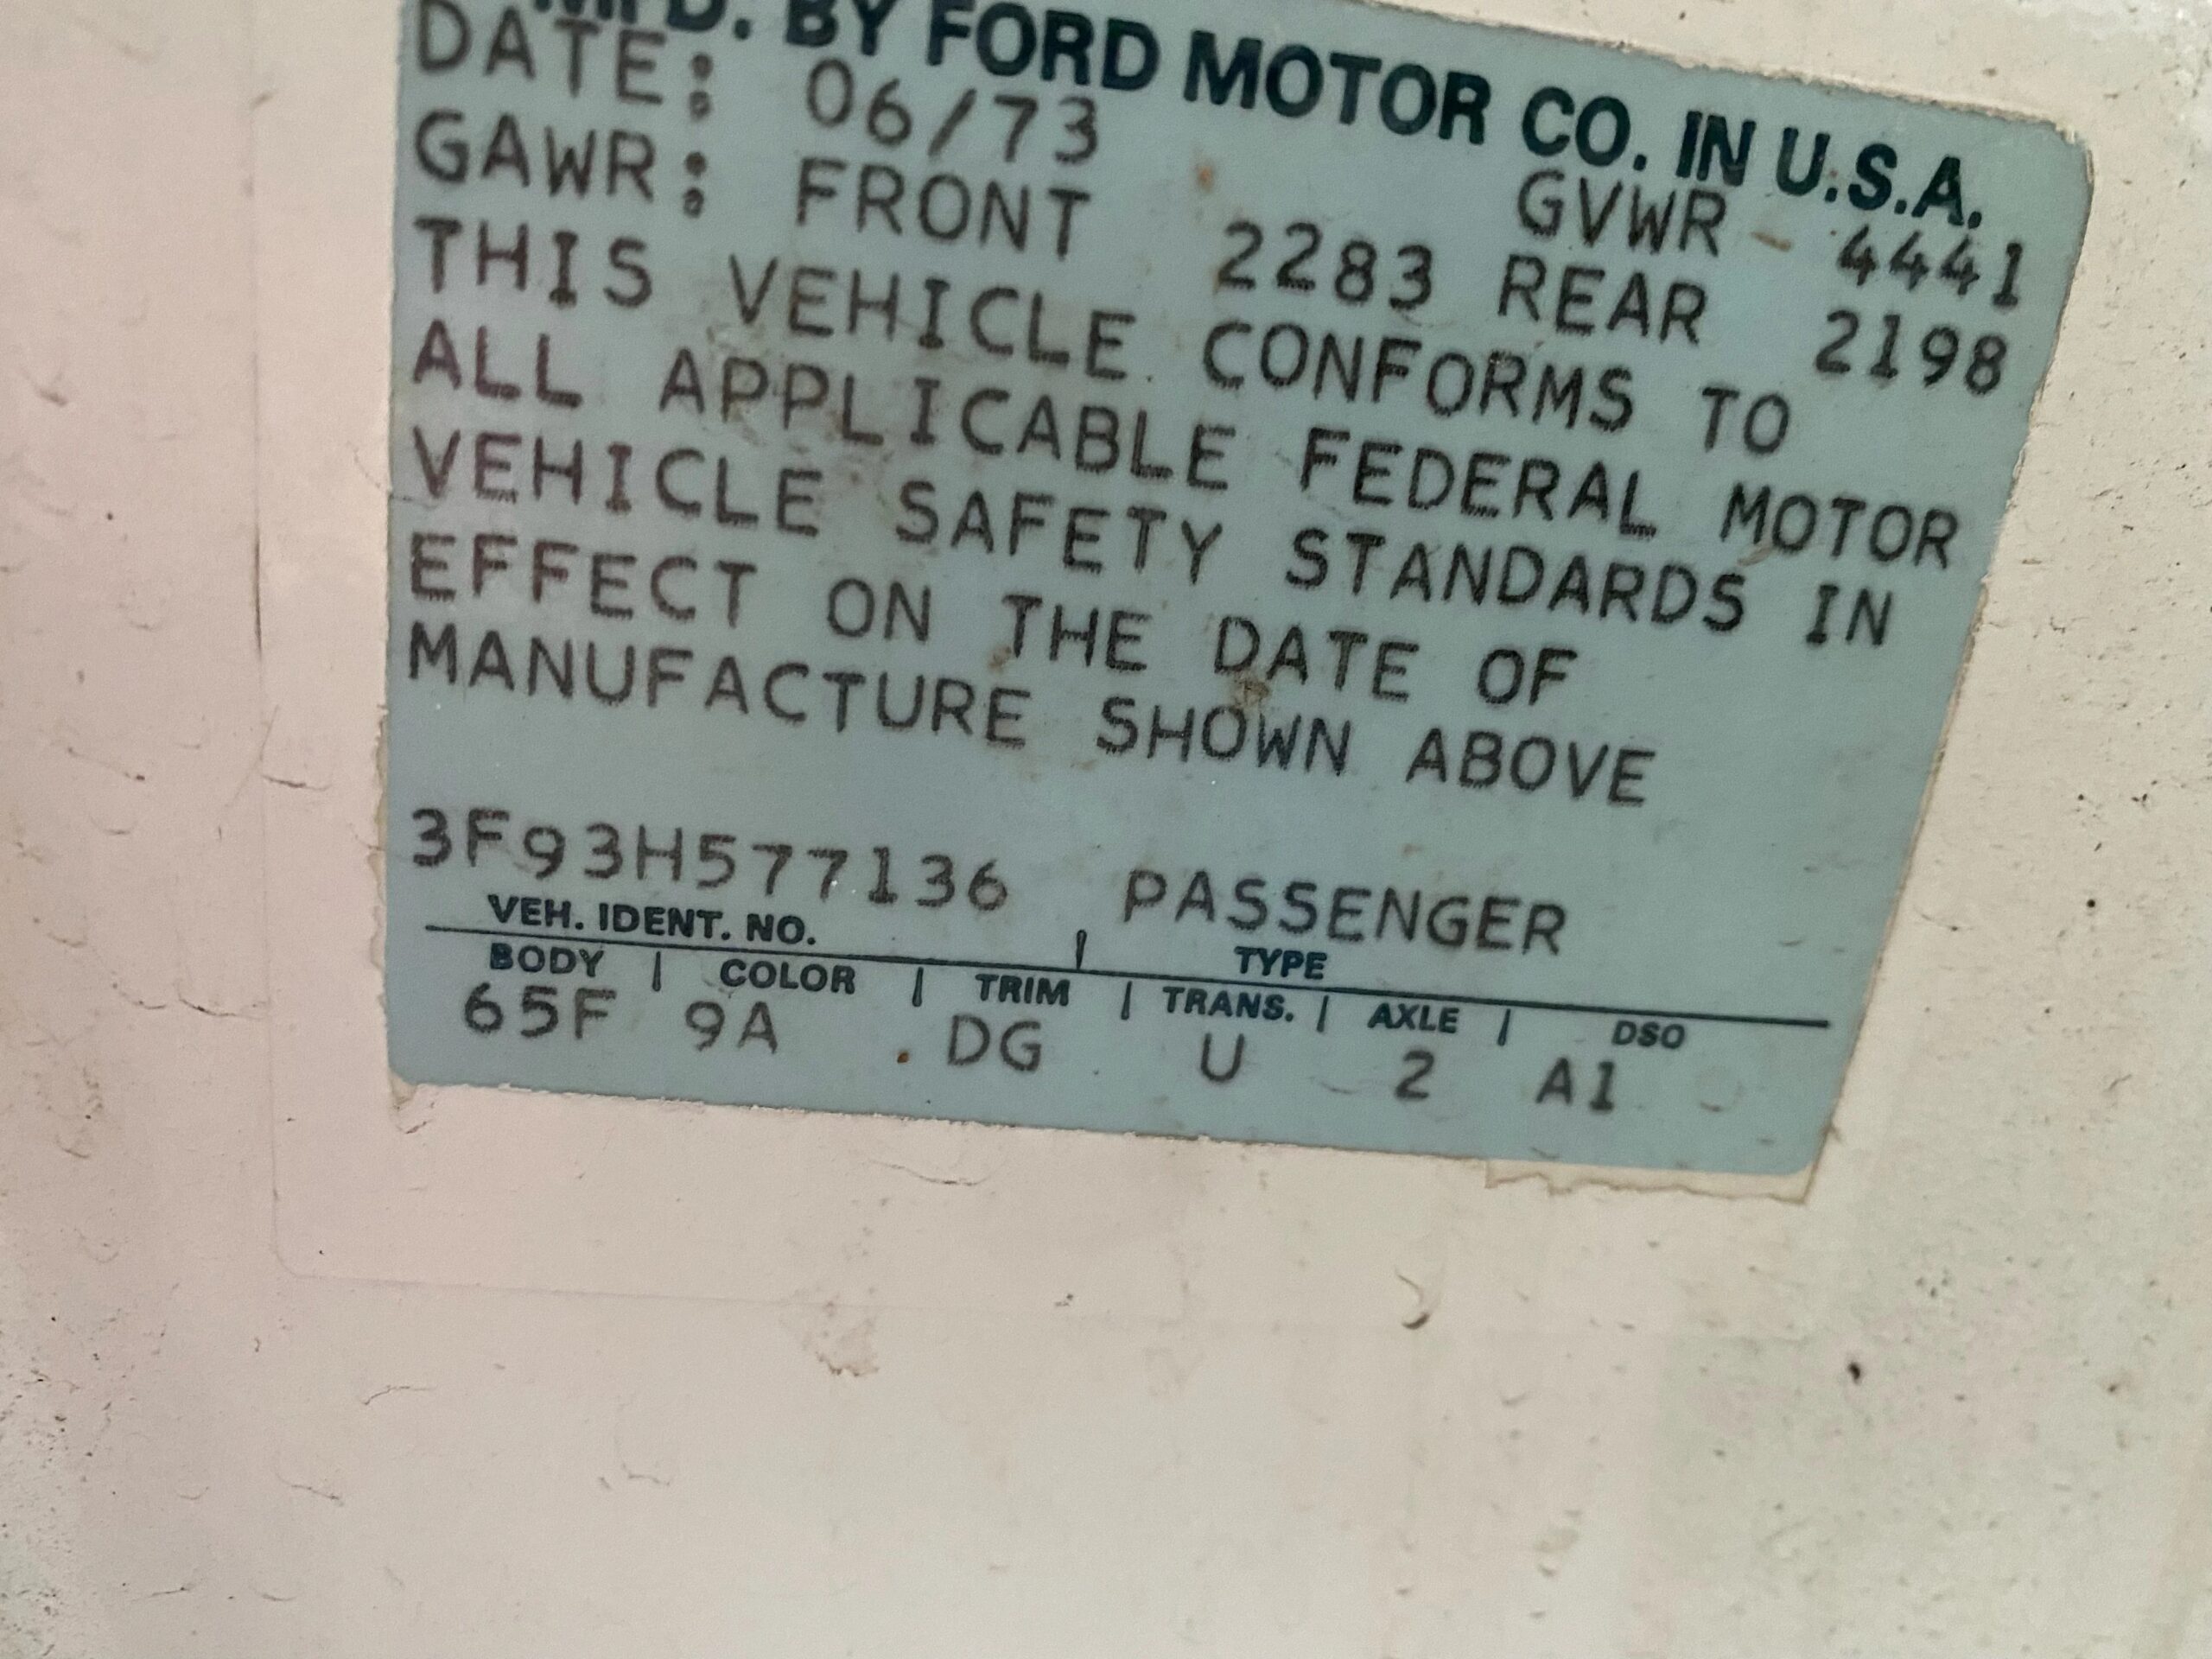 MFD. BY FORD MOTOR CO. IN U.S.A.
DATE: 06/73 GVWR 4441
GAWR: FRONT 2283 REAR 2198
THIS VEHICLE CONFORMS TO
ALL APPLICABLE FEDERAL MOTOR
VEHICLE SAFETY STANDARDS IN
EFFECT ON THE DATE OF
MANUFACTURE SHOWN ABOVE
3F93H577136 PASSENGER
VEH. IDENT. NO. | TYPE
BODY | COLOR | TRIM | TRANS. | AXLE | DSO
65F 9A DG U 2 A1